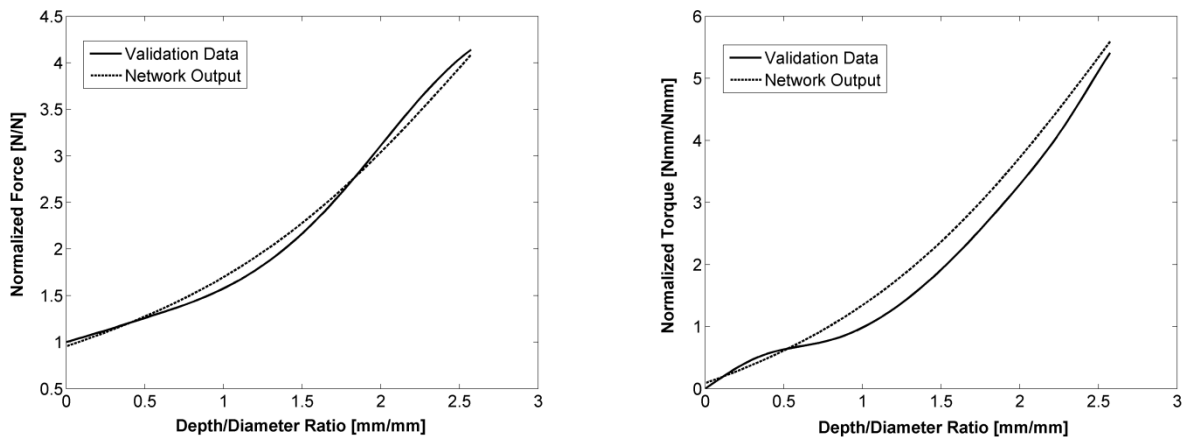 4.5
4
3.5
3
2.5
2
1.5
1
0.5
Normalized Force [N/N]
Validation Data
Network Output
0 0.5 1 1.5 2 2.5 3
Depth/Diameter Ratio [mm/mm]
6
5
4
3
2
1
0
Normalized Torque [Nmm/Nmm]
Validation Data
Network Output
0 0.5 1 1.5 2 2.5 3
Depth/Diameter Ratio [mm/mm]